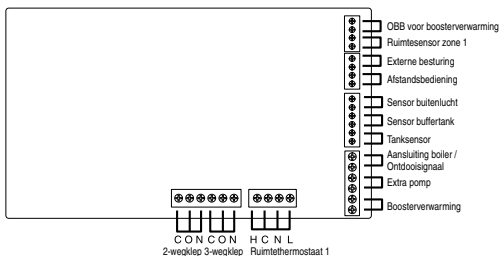 OBB voor boosterverwarming
Ruimtesensor zone 1
Externe besturing
Afstandsbediening
Sensor buitenlucht
Sensor buffertank
Tanksensor
Aansluiting boiler /
Ontdooisignaal
Extra pomp
Boosterverwarming
C O N C O N H C N L
2-wegklep 3-wegklep Ruimtethermostaat 1